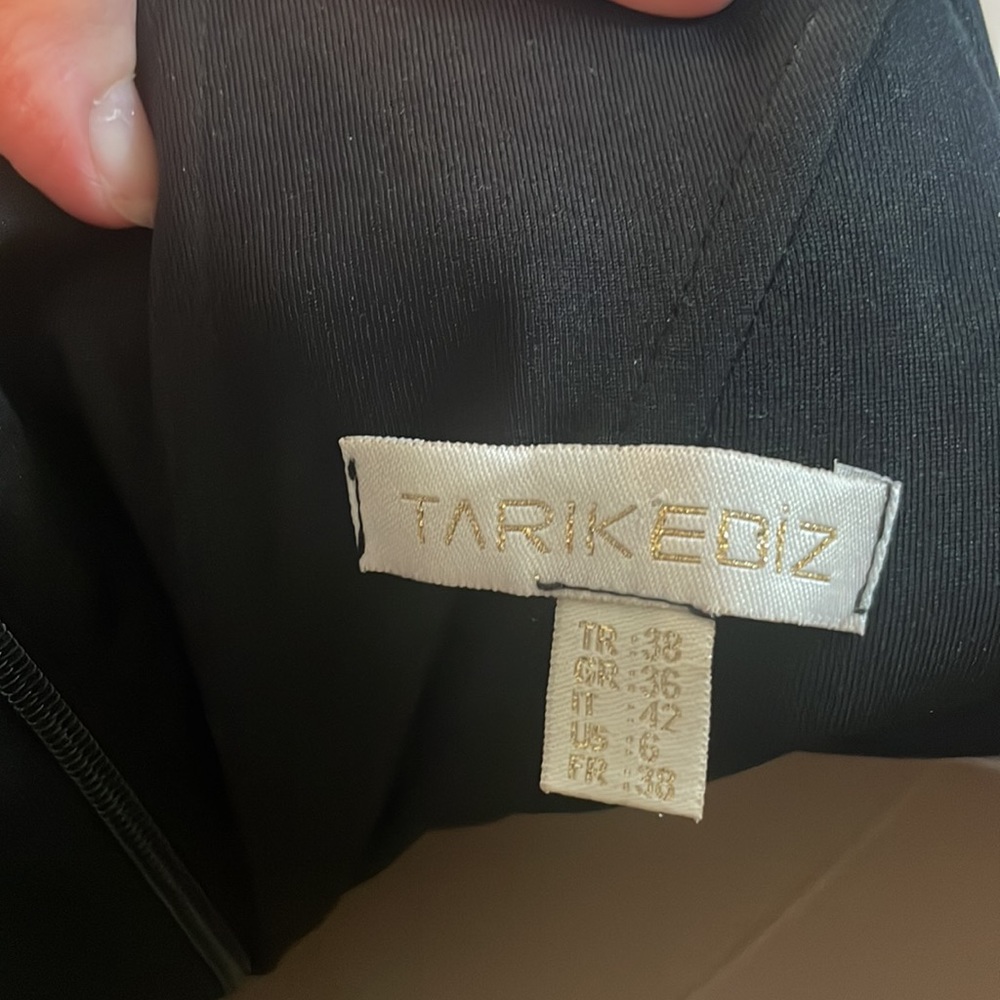 TARIK EDİZ
TR : 38
GR : 36
IT : 42
US : 6
FR : 38